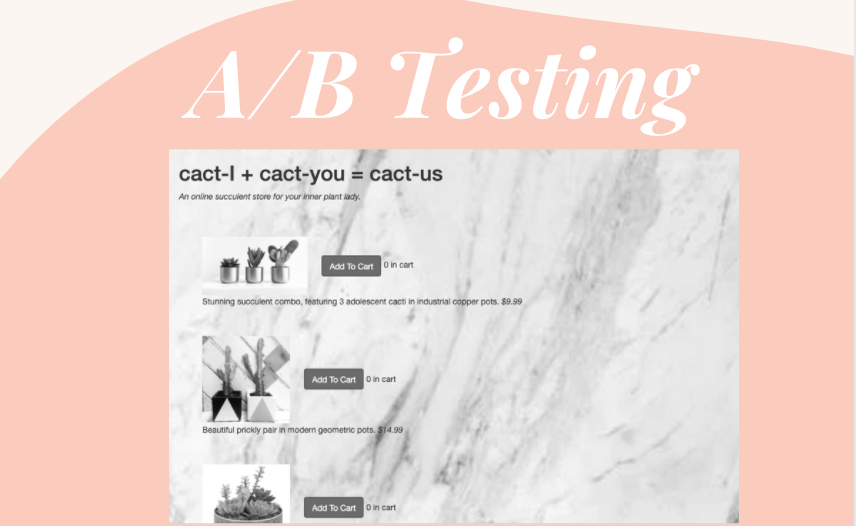 A/B Testing
cact-I + cact-you = cact-us
An online succulent store for your inner plant lady.
Add To Cart 0 in cart
Stunning succulent combo, featuring 3 adolescent cacti in industrial copper pots. $9.99
Add To Cart 0 in cart
Beautiful prickly pair in modern geometric pots. $14.99
Add To Cart 0 in cart